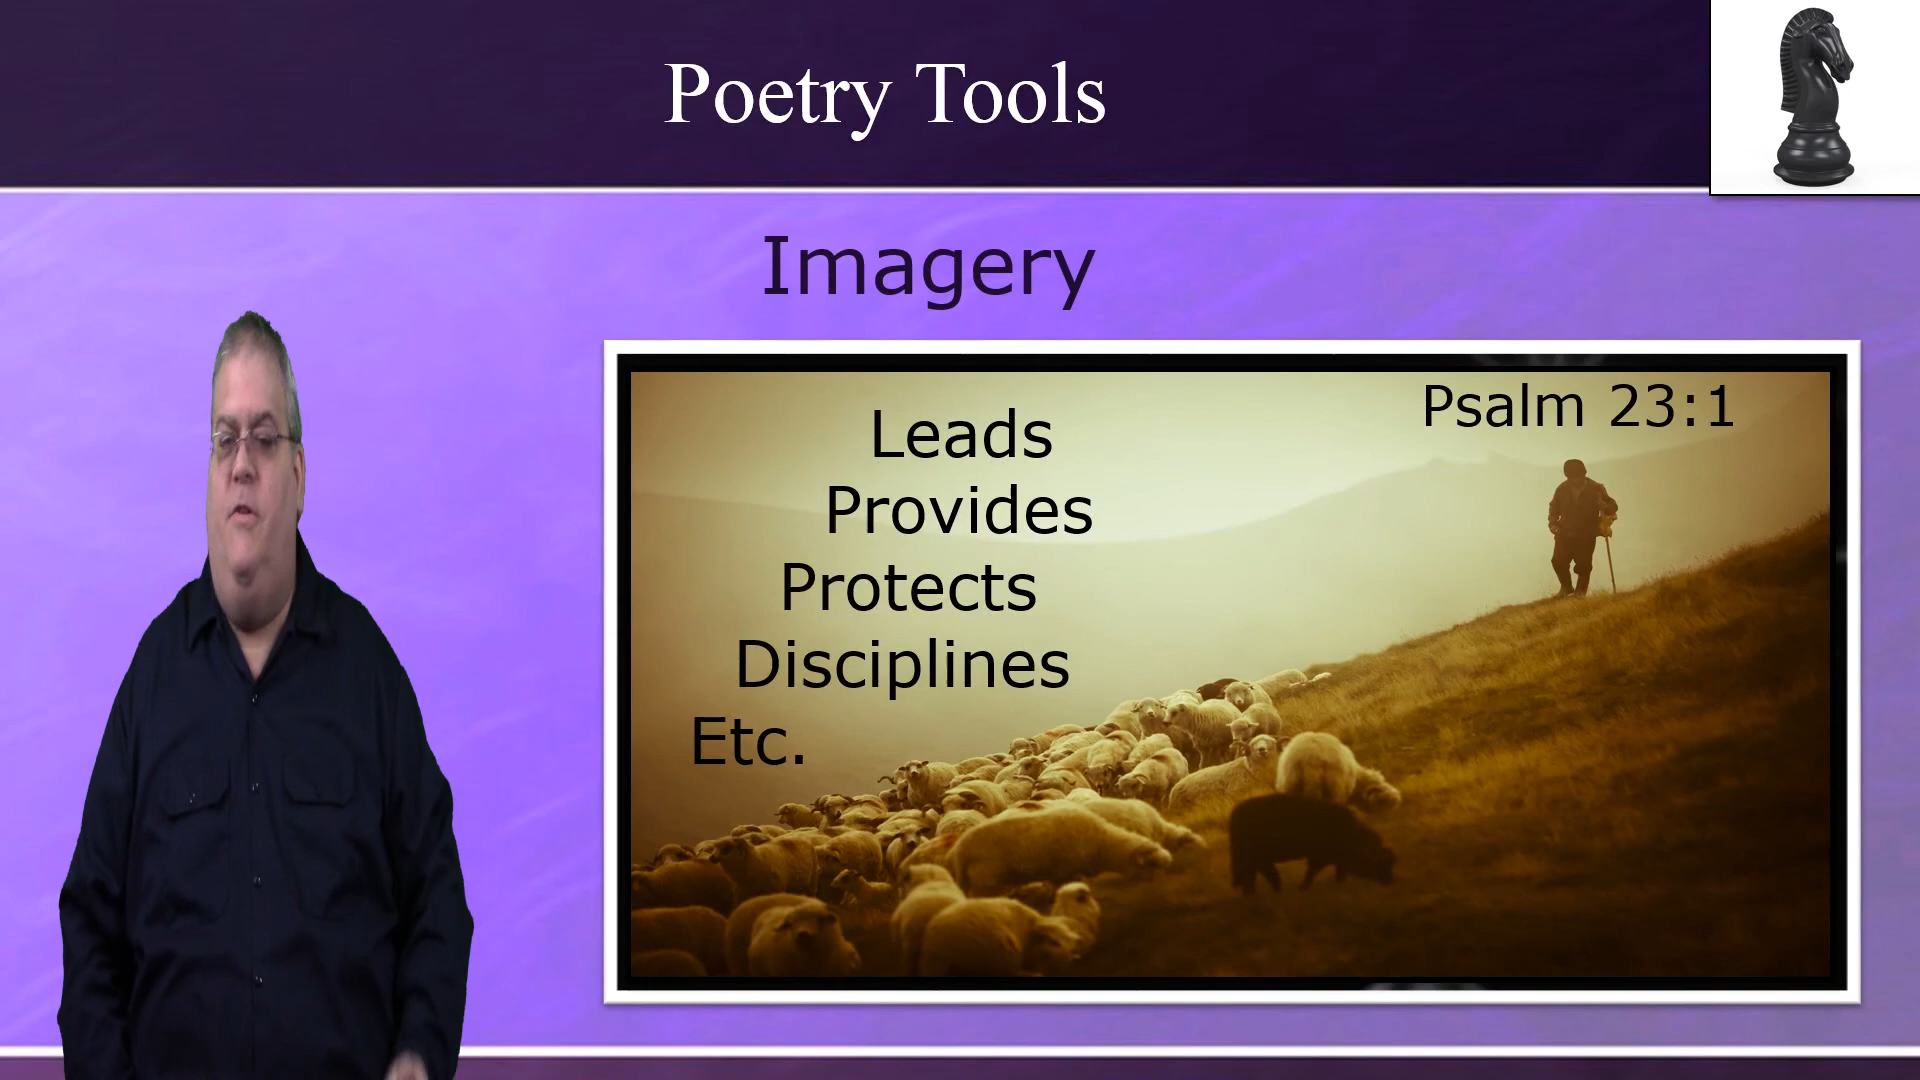 Poetry Tools
Imagery
Psalm 23:1
Leads
Provides
Protects
Disciplines
Etc.